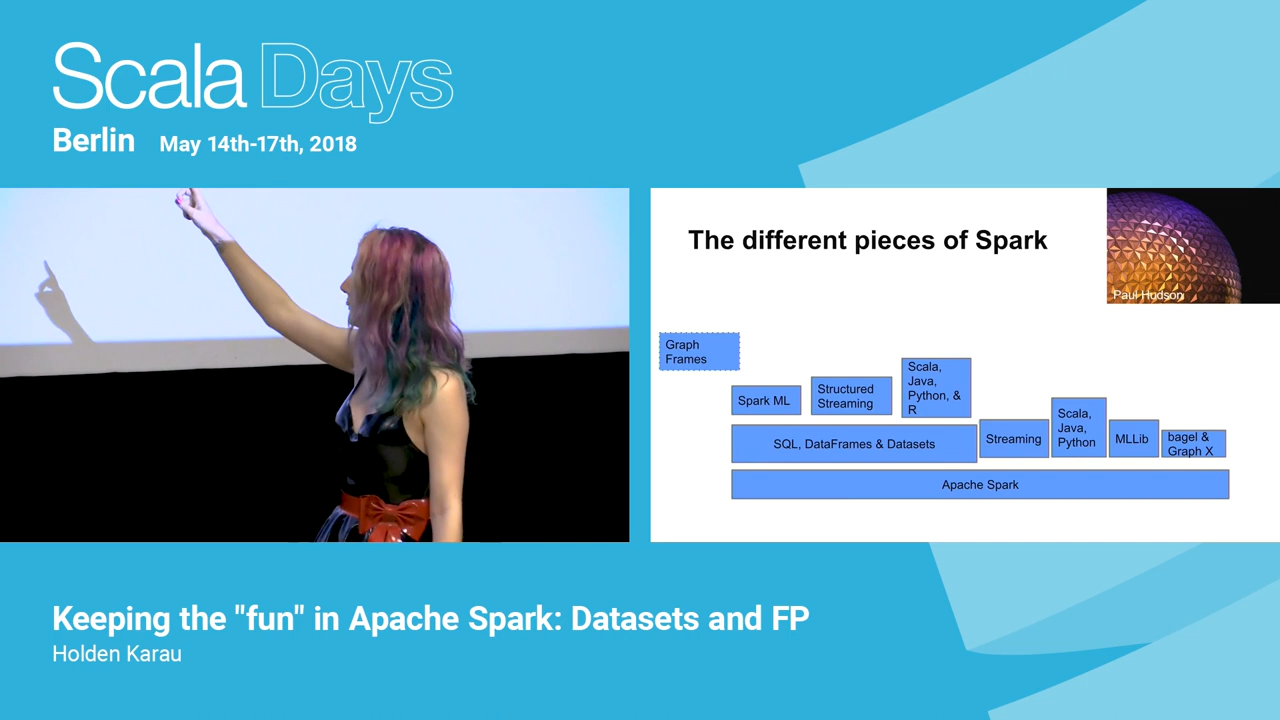 Scala Days
Berlin May 14th-17th, 2018
The different pieces of Spark
Paul Hudson
Graph
Frames
Spark ML
Structured
Streaming
Scala,
Java,
Python, &
R
SQL, DataFrames & Datasets
Streaming
Scala,
Java,
Python
MLLib
bagel &
Graph X
Apache Spark
Keeping the "fun" in Apache Spark: Datasets and FP
Holden Karau